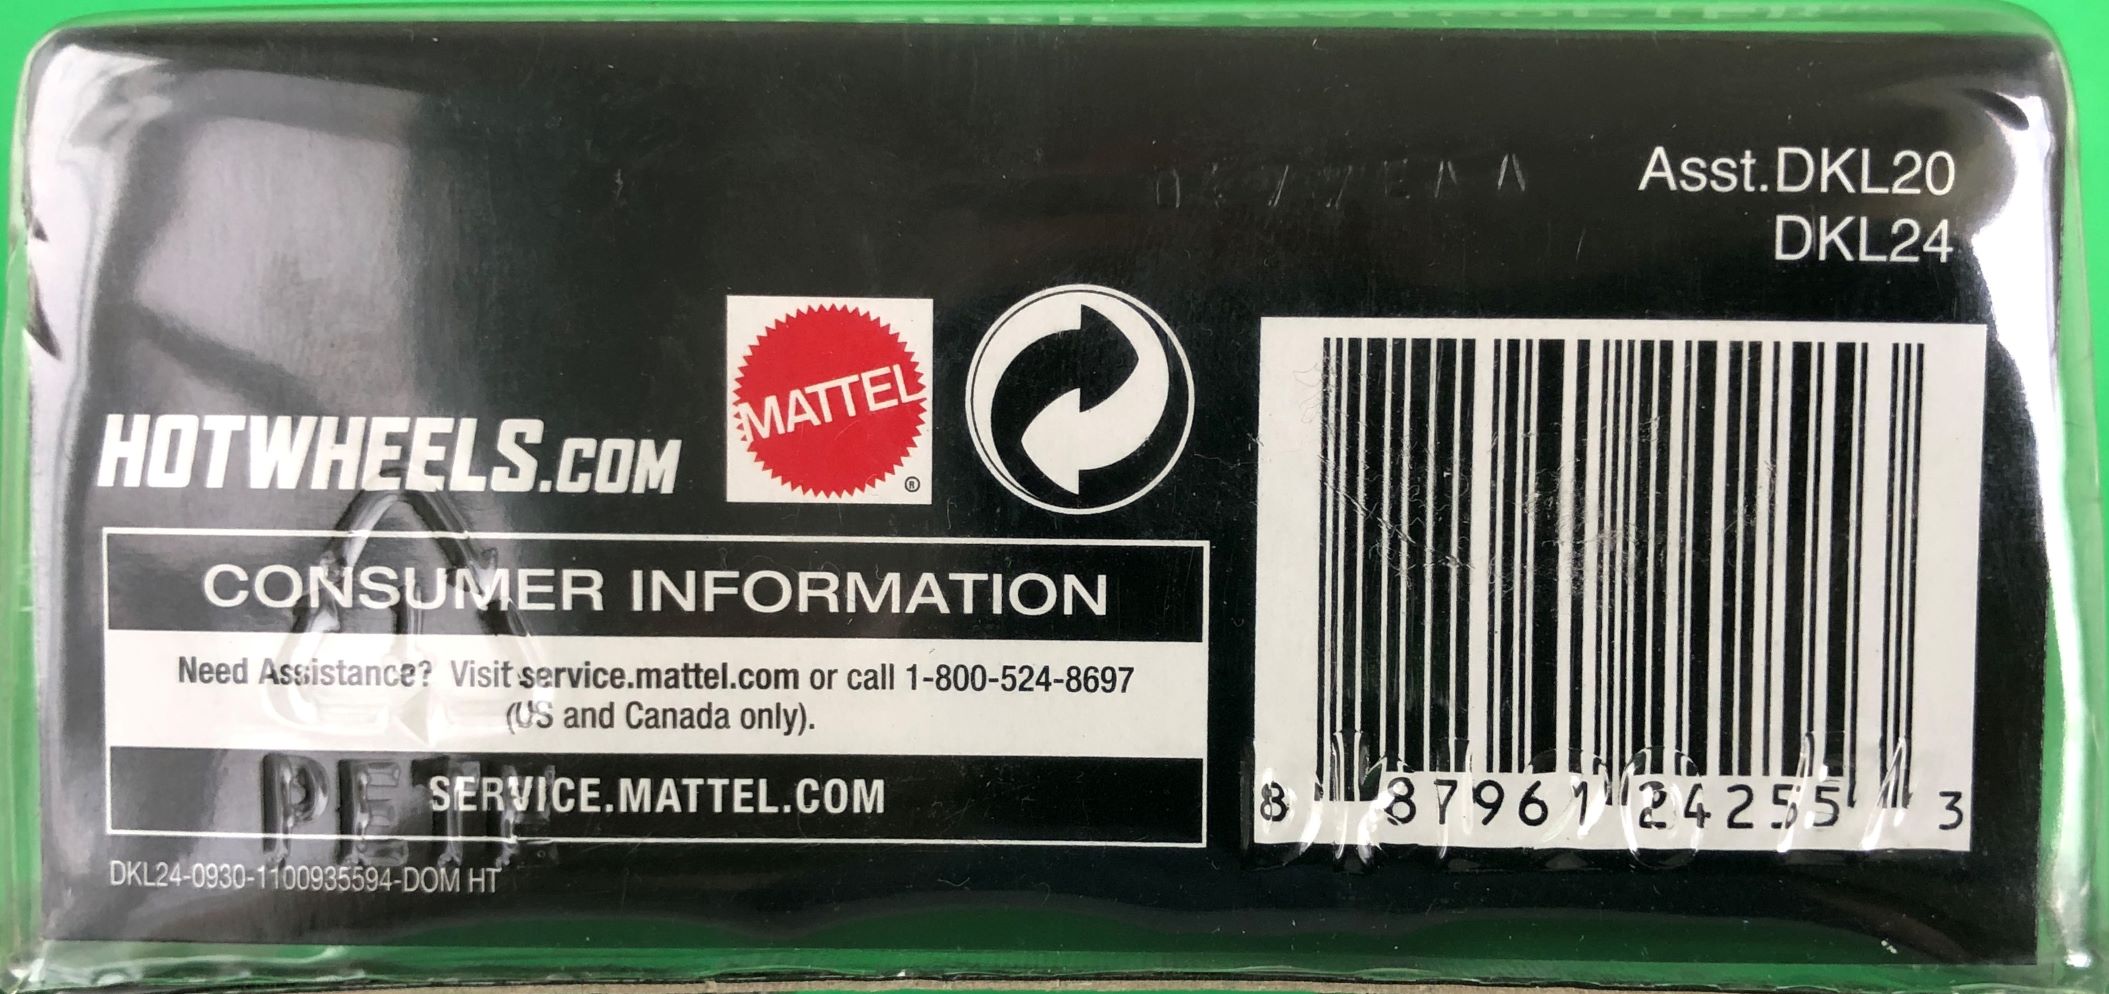 Asst.DKL20
DKL24
MATTEL
®
HOTWHEELS.COM
CONSUMER INFORMATION
Need Assistance? Visit service.mattel.com or call 1-800-524-8697
(US and Canada only).
SERVICE.MATTEL.COM
8 87961 24255 3
DKL24-0930-1100935594-DOM HT